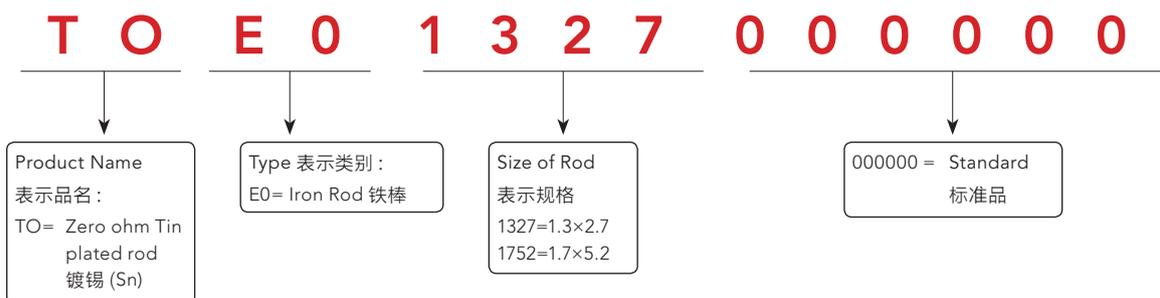 T O E 0 1 3 2 7 0 0 0 0 0 0
Product Name
表示品名 :
TO= Zero ohm Tin
plated rod
镀锡 (Sn)
Type 表示类别 :
E0= Iron Rod 铁棒
Size of Rod
表示规格
1327=1.3×2.7
1752=1.7×5.2
000000 = Standard
标准品